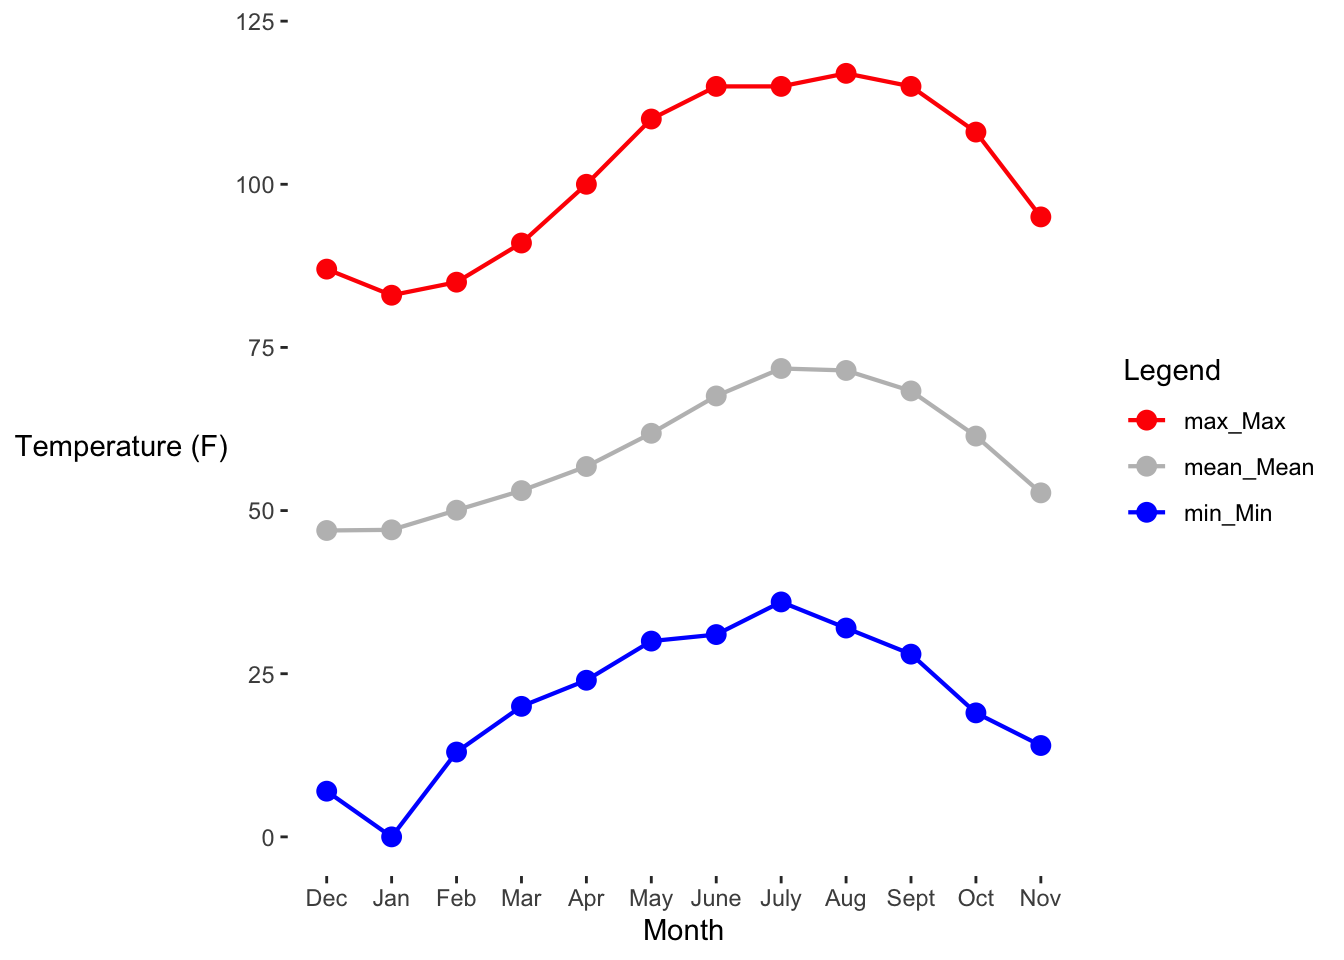 125
100
75
50
25
0
Temperature (F)
Dec Jan Feb Mar Apr May June July Aug Sept Oct Nov
Month
Legend
max_Max
mean_Mean
min_Min